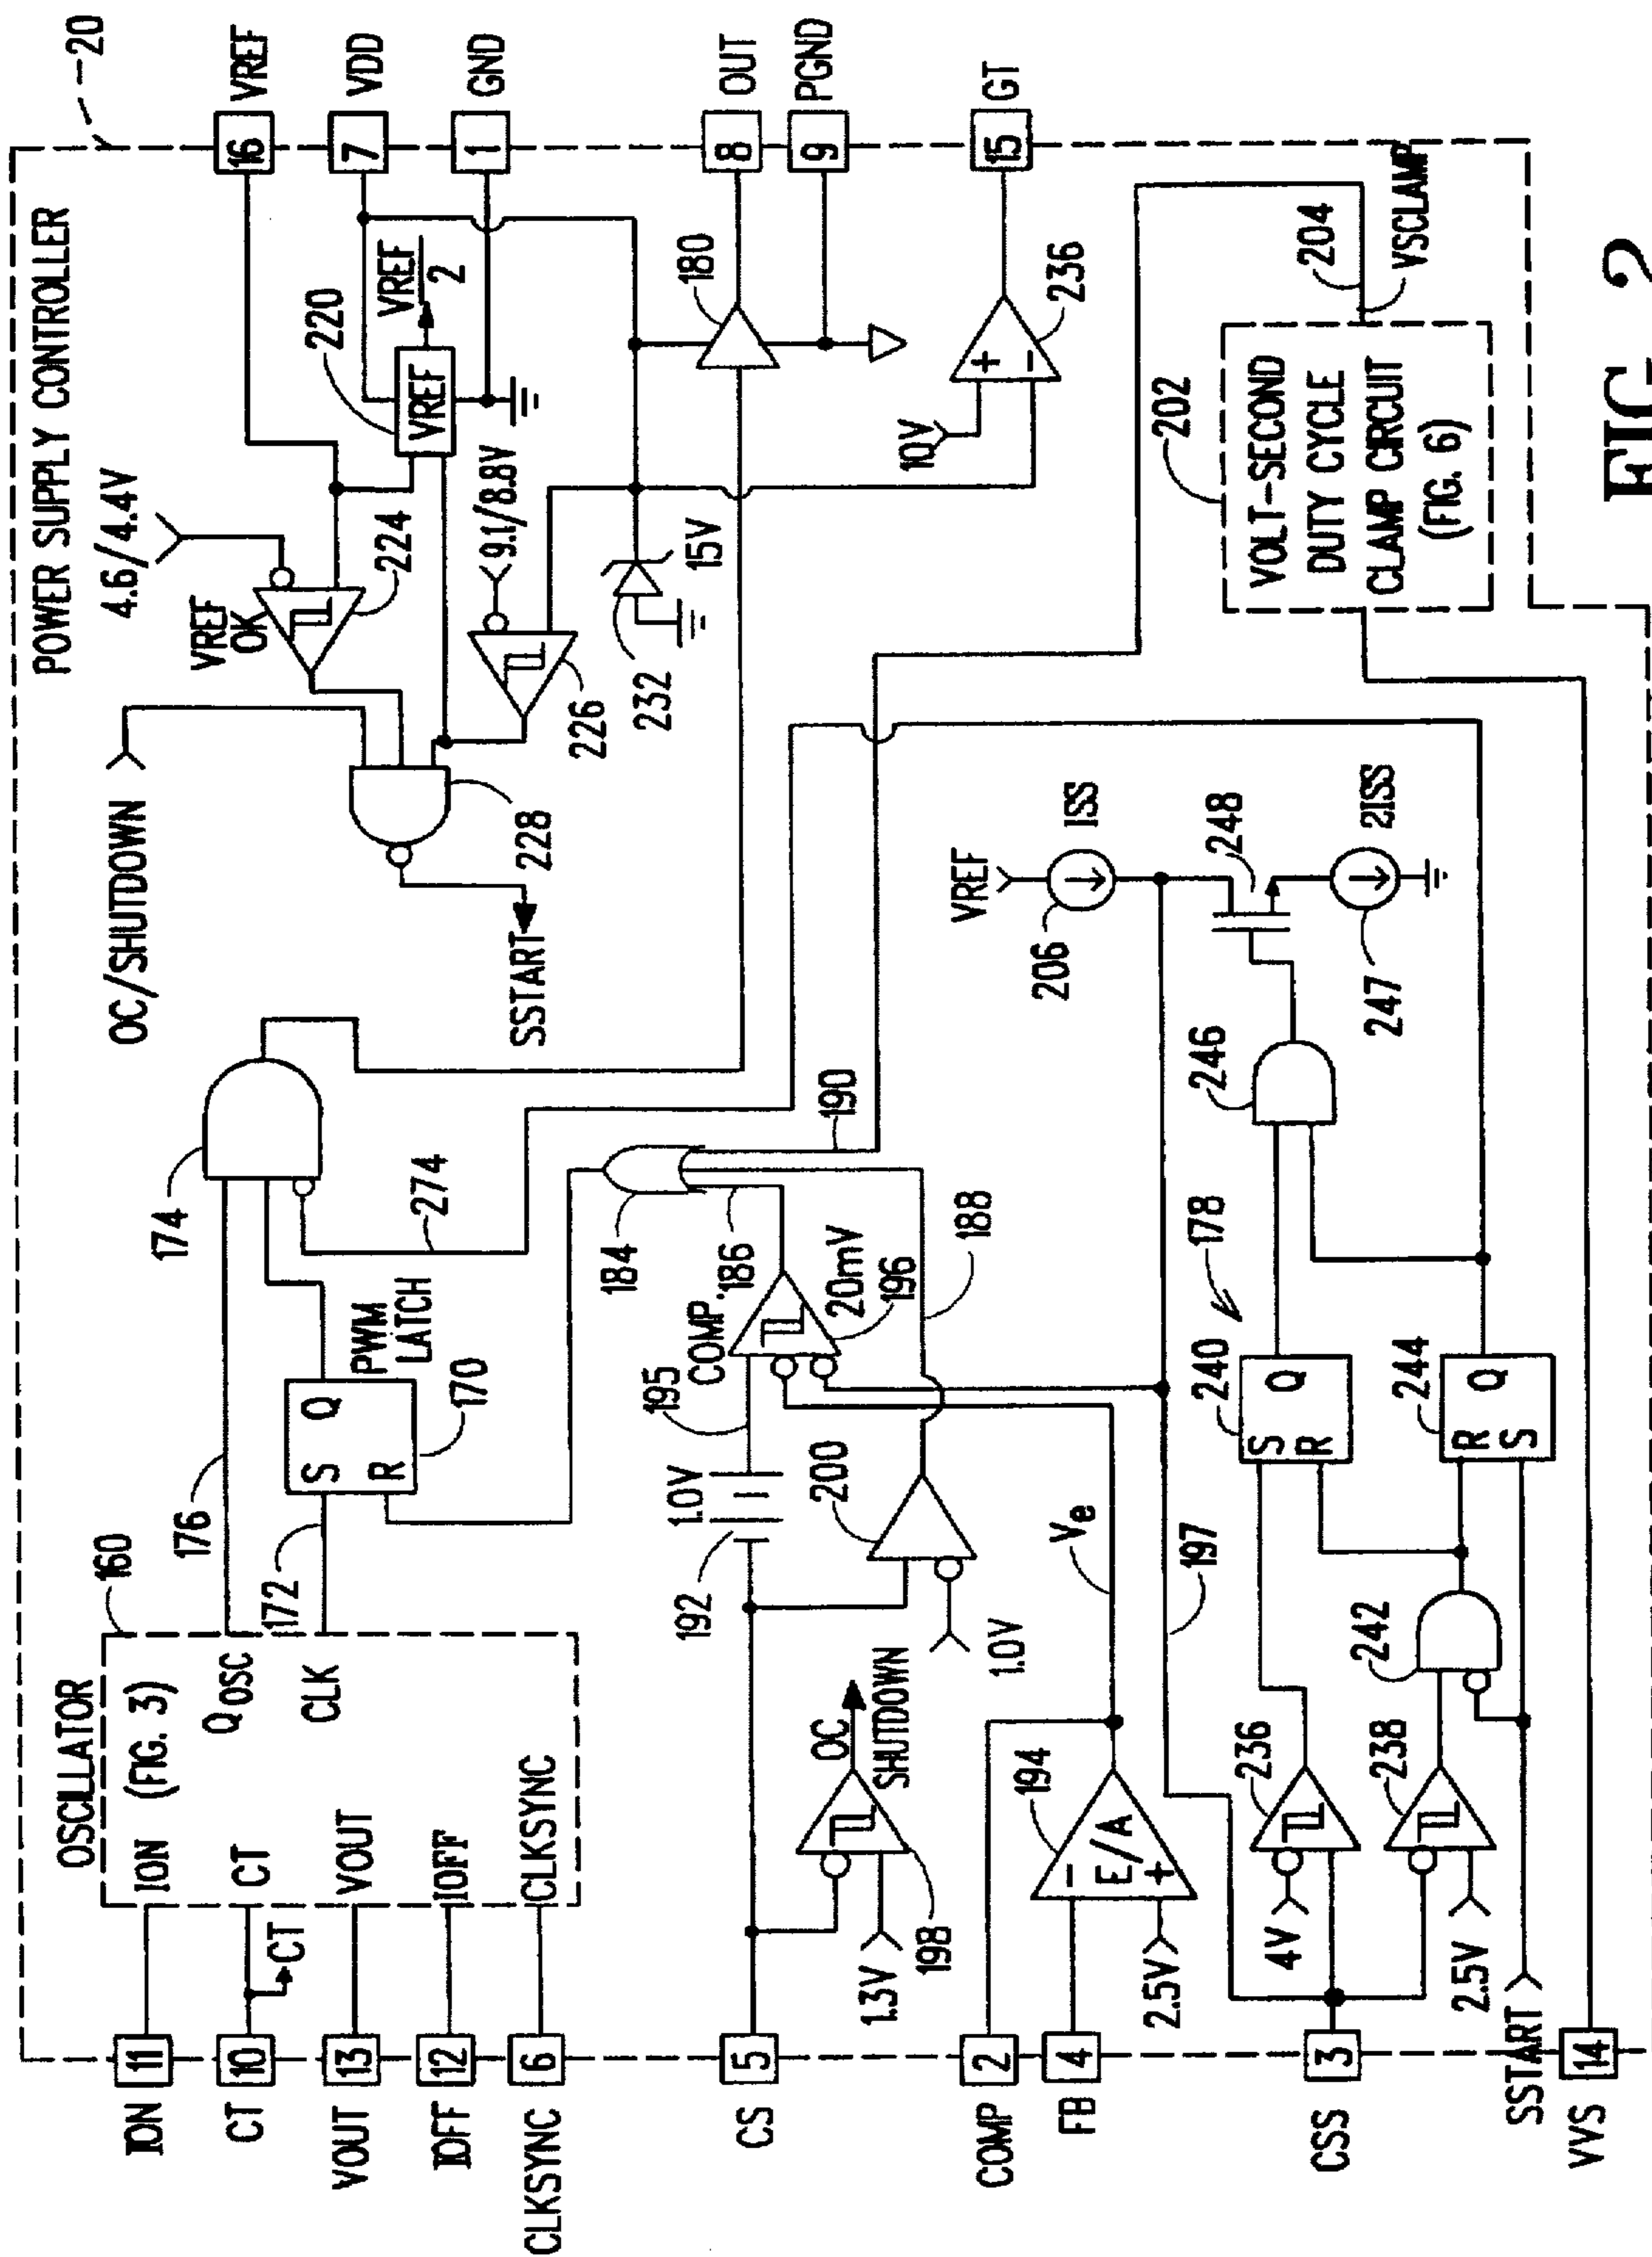 POWER SUPPLY CONTROLLER
20
OSCILLATOR
(FIG. 3)
160
ION
CT
VOUT
IOFF
CLKSYNC
QOSC
CLK
ION
11
CT
10
CT
VOUT
13
IOFF
12
CLKSYNC
6
176
172
S
Q
R
PWM
LATCH
170
174
274
OC/SHUTDOWN
4.6/4.4V
VREF
OK
224
228
SSTART
226
9.1/8.8V
220
VREF
VREF
2
16
VREF
7
VDD
1
GND
232
15V
180
8
OUT
9
PGND
10V
+
-
236
15
GT
CS
5
1.3V
198
OC
SHUTDOWN
192
1.0V
195
COMP.
186
20mV
196
184
190
188
200
1.0V
COMP
2
FB
4
2.5V
-
E/A
+
194
Ve
197
VREF
206
ISS
248
2ISS
247
246
178
CSS
3
4V
236
2.5V
238
242
240
S
R
Q
244
R
S
Q
SSTART
VVS
14
202
VOLT-SECOND
DUTY CYCLE
CLAMP CIRCUIT
(FIG. 6)
204
VSCLAMP
FIG. 2